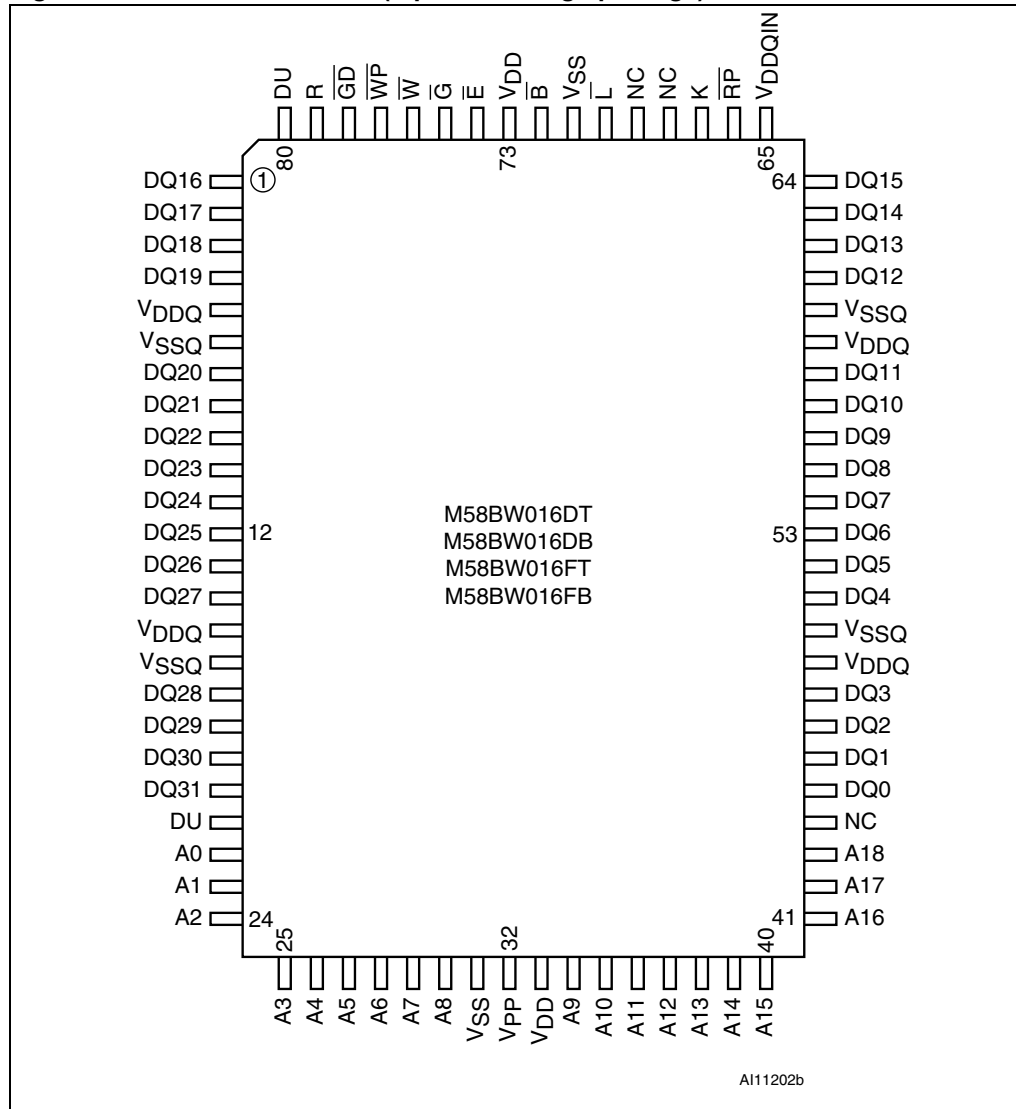 DU R G̅D̅ W̅P̅ W̅ G̅ E̅ VDD B̅ VSS L̅ NC NC K R̅P̅ VDDQIN
80 73 65
DQ16 1 64 DQ15
DQ17 DQ14
DQ18 DQ13
DQ19 DQ12
VDDQ VSSQ
VSSQ VDDQ
DQ20 DQ11
DQ21 DQ10
DQ22 DQ9
DQ23 DQ8
DQ24 DQ7
DQ25 12 53 DQ6
DQ26 DQ5
DQ27 DQ4
VDDQ VSSQ
VSSQ VDDQ
DQ28 DQ3
DQ29 DQ2
DQ30 DQ1
DQ31 DQ0
DU NC
A0 A18
A1 A17
A2 24 41 A16
M58BW016DT
M58BW016DB
M58BW016FT
M58BW016FB
25 32 40
A3 A4 A5 A6 A7 A8 VSS VPP VDD A9 A10 A11 A12 A13 A14 A15
AI11202b